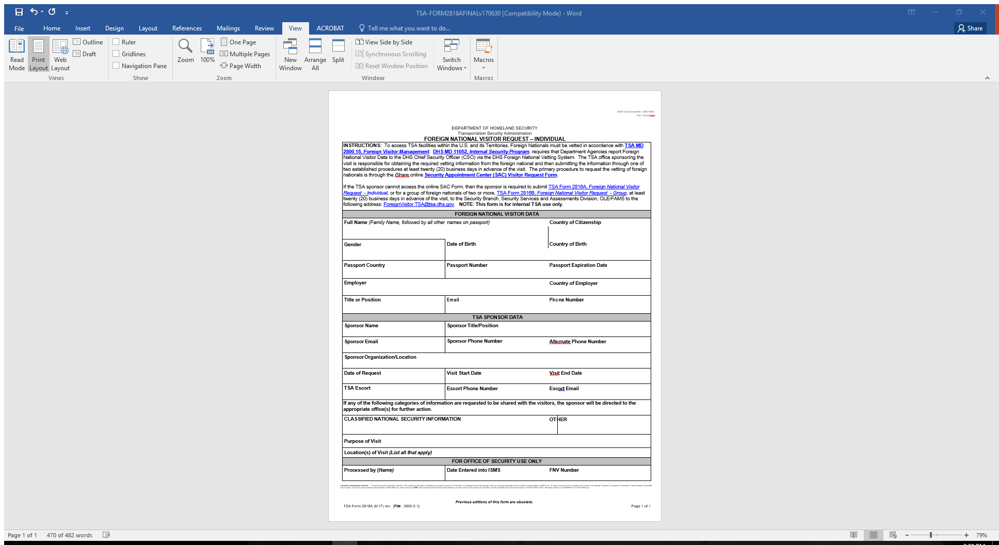 TSA-FORM2816AFINALv170630 [Compatibility Mode] - Word
File Home Insert Design Layout References Mailings Review View ACROBAT Tell me what you want to do... Share
Read Mode
Print Layout
Web Layout
Outline
Draft
Views
Ruler
Gridlines
Navigation Pane
Show
Zoom
100
100%
One Page
Multiple Pages
Page Width
Zoom
New Window
Arrange All
Split
View Side by Side
Synchronous Scrolling
Reset Window Position
Switch Windows
Window
Macros
Macros
OMB control number: 1652-XXXX
Exp.: xx/xx/xxxx
DEPARTMENT OF HOMELAND SECURITY
Transportation Security Administration
FOREIGN NATIONAL VISITOR REQUEST – INDIVIDUAL
INSTRUCTIONS: To access TSA facilities within the U.S. and its Territories, Foreign Nationals must be vetted in accordance with TSA MD
2800.15, Foreign Visitor Management. DHS MD 11052, Internal Security Program, requires that Department Agencies report Foreign
National Visitor Data to the DHS Chief Security Officer (CSO) via the DHS Foreign National Vetting System. The TSA office sponsoring the
visit is responsible for obtaining the required vetting information from the foreign national and then submitting the information through one of
two established procedures at least twenty (20) business days in advance of the visit. The primary procedure to request the vetting of foreign
nationals is through the iShare online Security Appointment Center (SAC) Visitor Request Form.
If the TSA sponsor cannot access the online SAC Form, then the sponsor is required to submit TSA Form 2816A, Foreign National Visitor
Request - Individual, or for a group of foreign nationals of two or more, TSA Form 2816B, Foreign National Visitor Request - Group, at least
twenty (20) business days in advance of the visit, to the Security Branch, Security Services and Assessments Division, OLE/FAMS to the
following address: ForeignVisitor.TSA@tsa.dhs.gov. NOTE: This form is for internal TSA use only.
FOREIGN NATIONAL VISITOR DATA
Full Name (Family Name, followed by all other names on passport) Country of Citizenship
Gender Date of Birth Country of Birth
Passport Country Passport Number Passport Expiration Date
Employer Country of Employer
Title or Position Email Phone Number
TSA SPONSOR DATA
Sponsor Name Sponsor Title/Position
Sponsor Email Sponsor Phone Number Alternate Phone Number
Sponsor Organization/Location
Date of Request Visit Start Date Visit End Date
TSA Escort Escort Phone Number Escort Email
If any of the following categories of information are requested to be shared with the visitors, the sponsor will be directed to the
appropriate office(s) for further action.
CLASSIFIED NATIONAL SECURITY INFORMATION OTHER
Purpose of Visit
Location(s) of Visit (List all that apply)
FOR OFFICE OF SECURITY USE ONLY
Processed by (Name) Date Entered into ISMS FNV Number
Previous editions of this form are obsolete.
TSA Form 2816A (6/17) rev. [File: 2800.0.1] Page 1 of 1
Page 1 of 1 470 of 482 words 79%